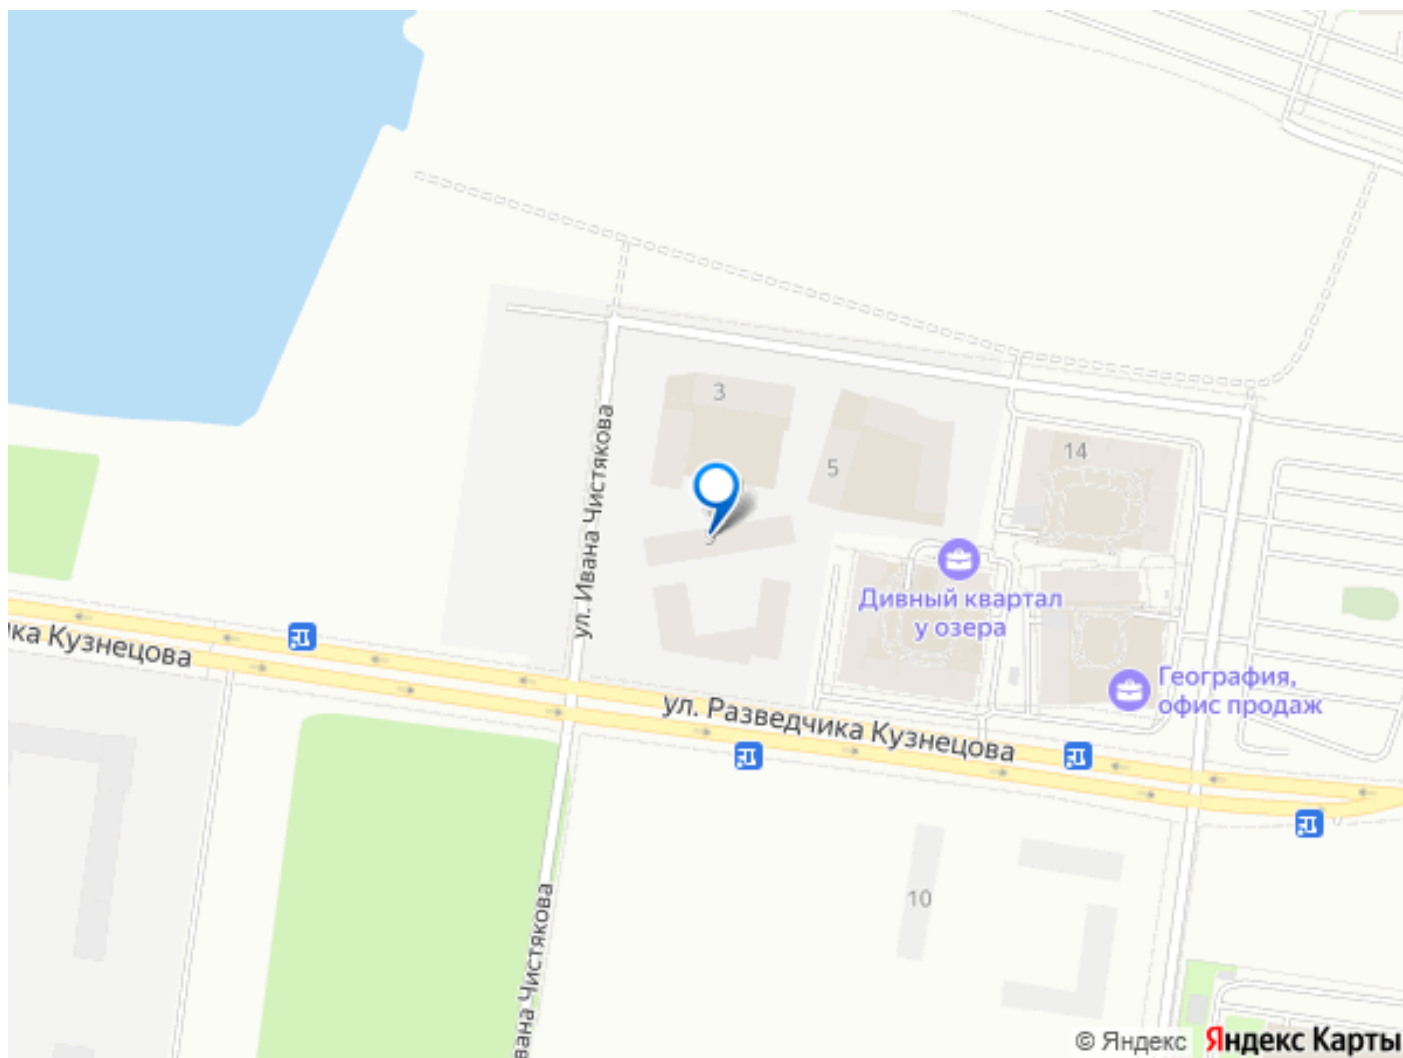 3
5
14
ул. Ивана Чистякова
Дивный квартал
у озера
ика Кузнецова
География,
офис продаж
ул. Разведчика Кузнецова
10
вана Чистякова
© Яндекс Яндекс Карты